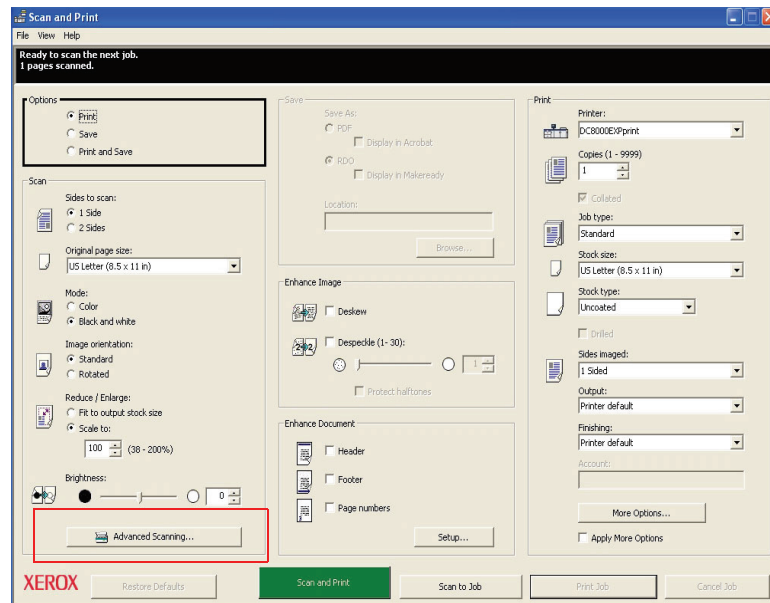 Scan and Print
File View Help
Ready to scan the next job.
1 pages scanned.
Options
Print
Save
Print and Save
Scan
Sides to scan:
1 Side
2 Sides
Original page size:
US Letter (8.5 x 11 in)
Mode:
Color
Black and white
Image orientation:
Standard
Rotated
Reduce / Enlarge:
Fit to output stock size
Scale to:
100 (38 - 200%)
Brightness:
0
Advanced Scanning...
Save
Save As:
PDF
Display in Acrobat
RDO
Display in Makeready
Location:
Browse...
Enhance Image
Deskew
Despeckle (1- 30):
1
Protect halftones
Enhance Document
Header
Footer
Page numbers
Setup...
Print
Printer:
DC8000EXPprint
Copies (1 - 9999)
1
Collated
Job type:
Standard
Stock size:
US Letter (8.5 x 11 in)
Stock type:
Uncoated
Drilled
Sides imaged:
1 Sided
Output:
Printer default
Finishing:
Printer default
Account:
More Options...
Apply More Options
XEROX
Restore Defaults
Scan and Print
Scan to Job
Print Job
Cancel Job